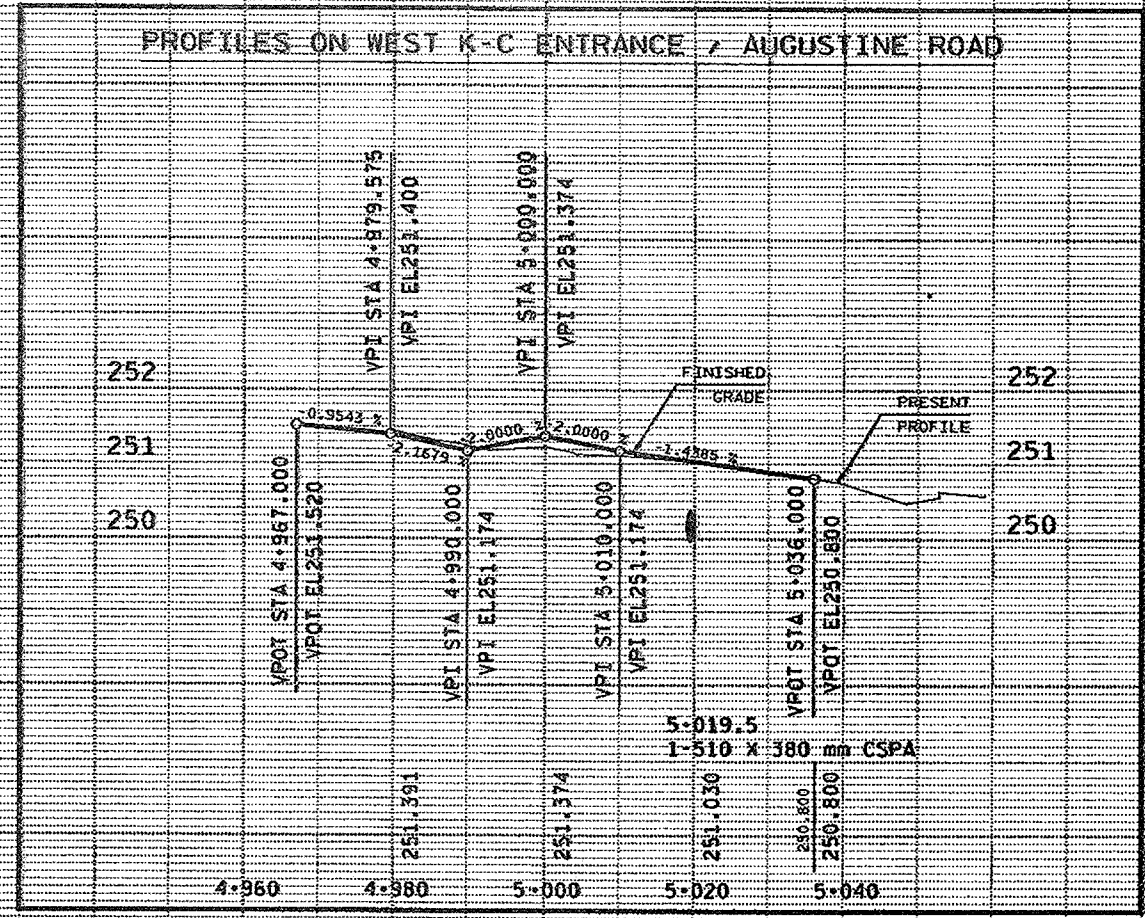 PROFILES ON WEST K-C ENTRANCE , AUGUSTINE ROAD
VPI STA 4+979.575
VPI EL251.400
VPI STA 5+000.000
VPI EL251.374
252
252
FINISHED
GRADE
PRESENT
PROFILE
-0.9543 %
-2.1679 %
2.0000 %
-2.0000 %
-1.4385 %
251
251
250
250
VPOT STA 4+967.000
VPOT EL251.520
VPI STA 4+990.000
VPI EL251.174
VPI STA 5+010.000
VPI EL251.174
VPOT STA 5+036.000
VPOT EL250.800
5+019.5
1-510 X 380 mm CSPA
251.391
251.374
251.030
250.800
250.800
4+960
4+980
5+000
5+020
5+040